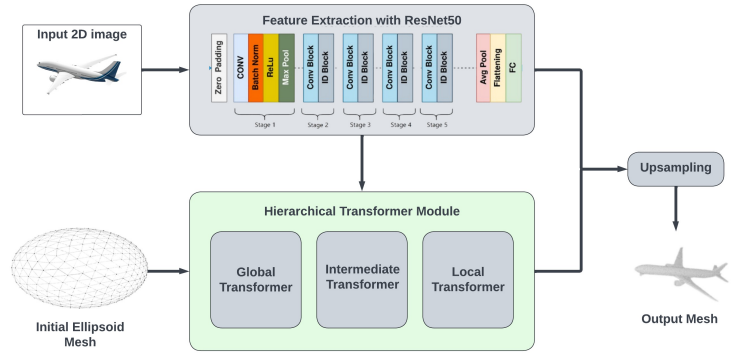 Input 2D image
Feature Extraction with ResNet50
Zero Padding
CONV
Batch Norm
ReLu
Max Pool
Conv Block
ID Block
Conv Block
ID Block
Conv Block
ID Block
Conv Block
ID Block
Avg Pool
Flattening
FC
Stage 1
Stage 2
Stage 3
Stage 4
Stage 5
Upsampling
Hierarchical Transformer Module
Global
Transformer
Intermediate
Transformer
Local
Transformer
Initial Ellipsoid
Mesh
Output Mesh